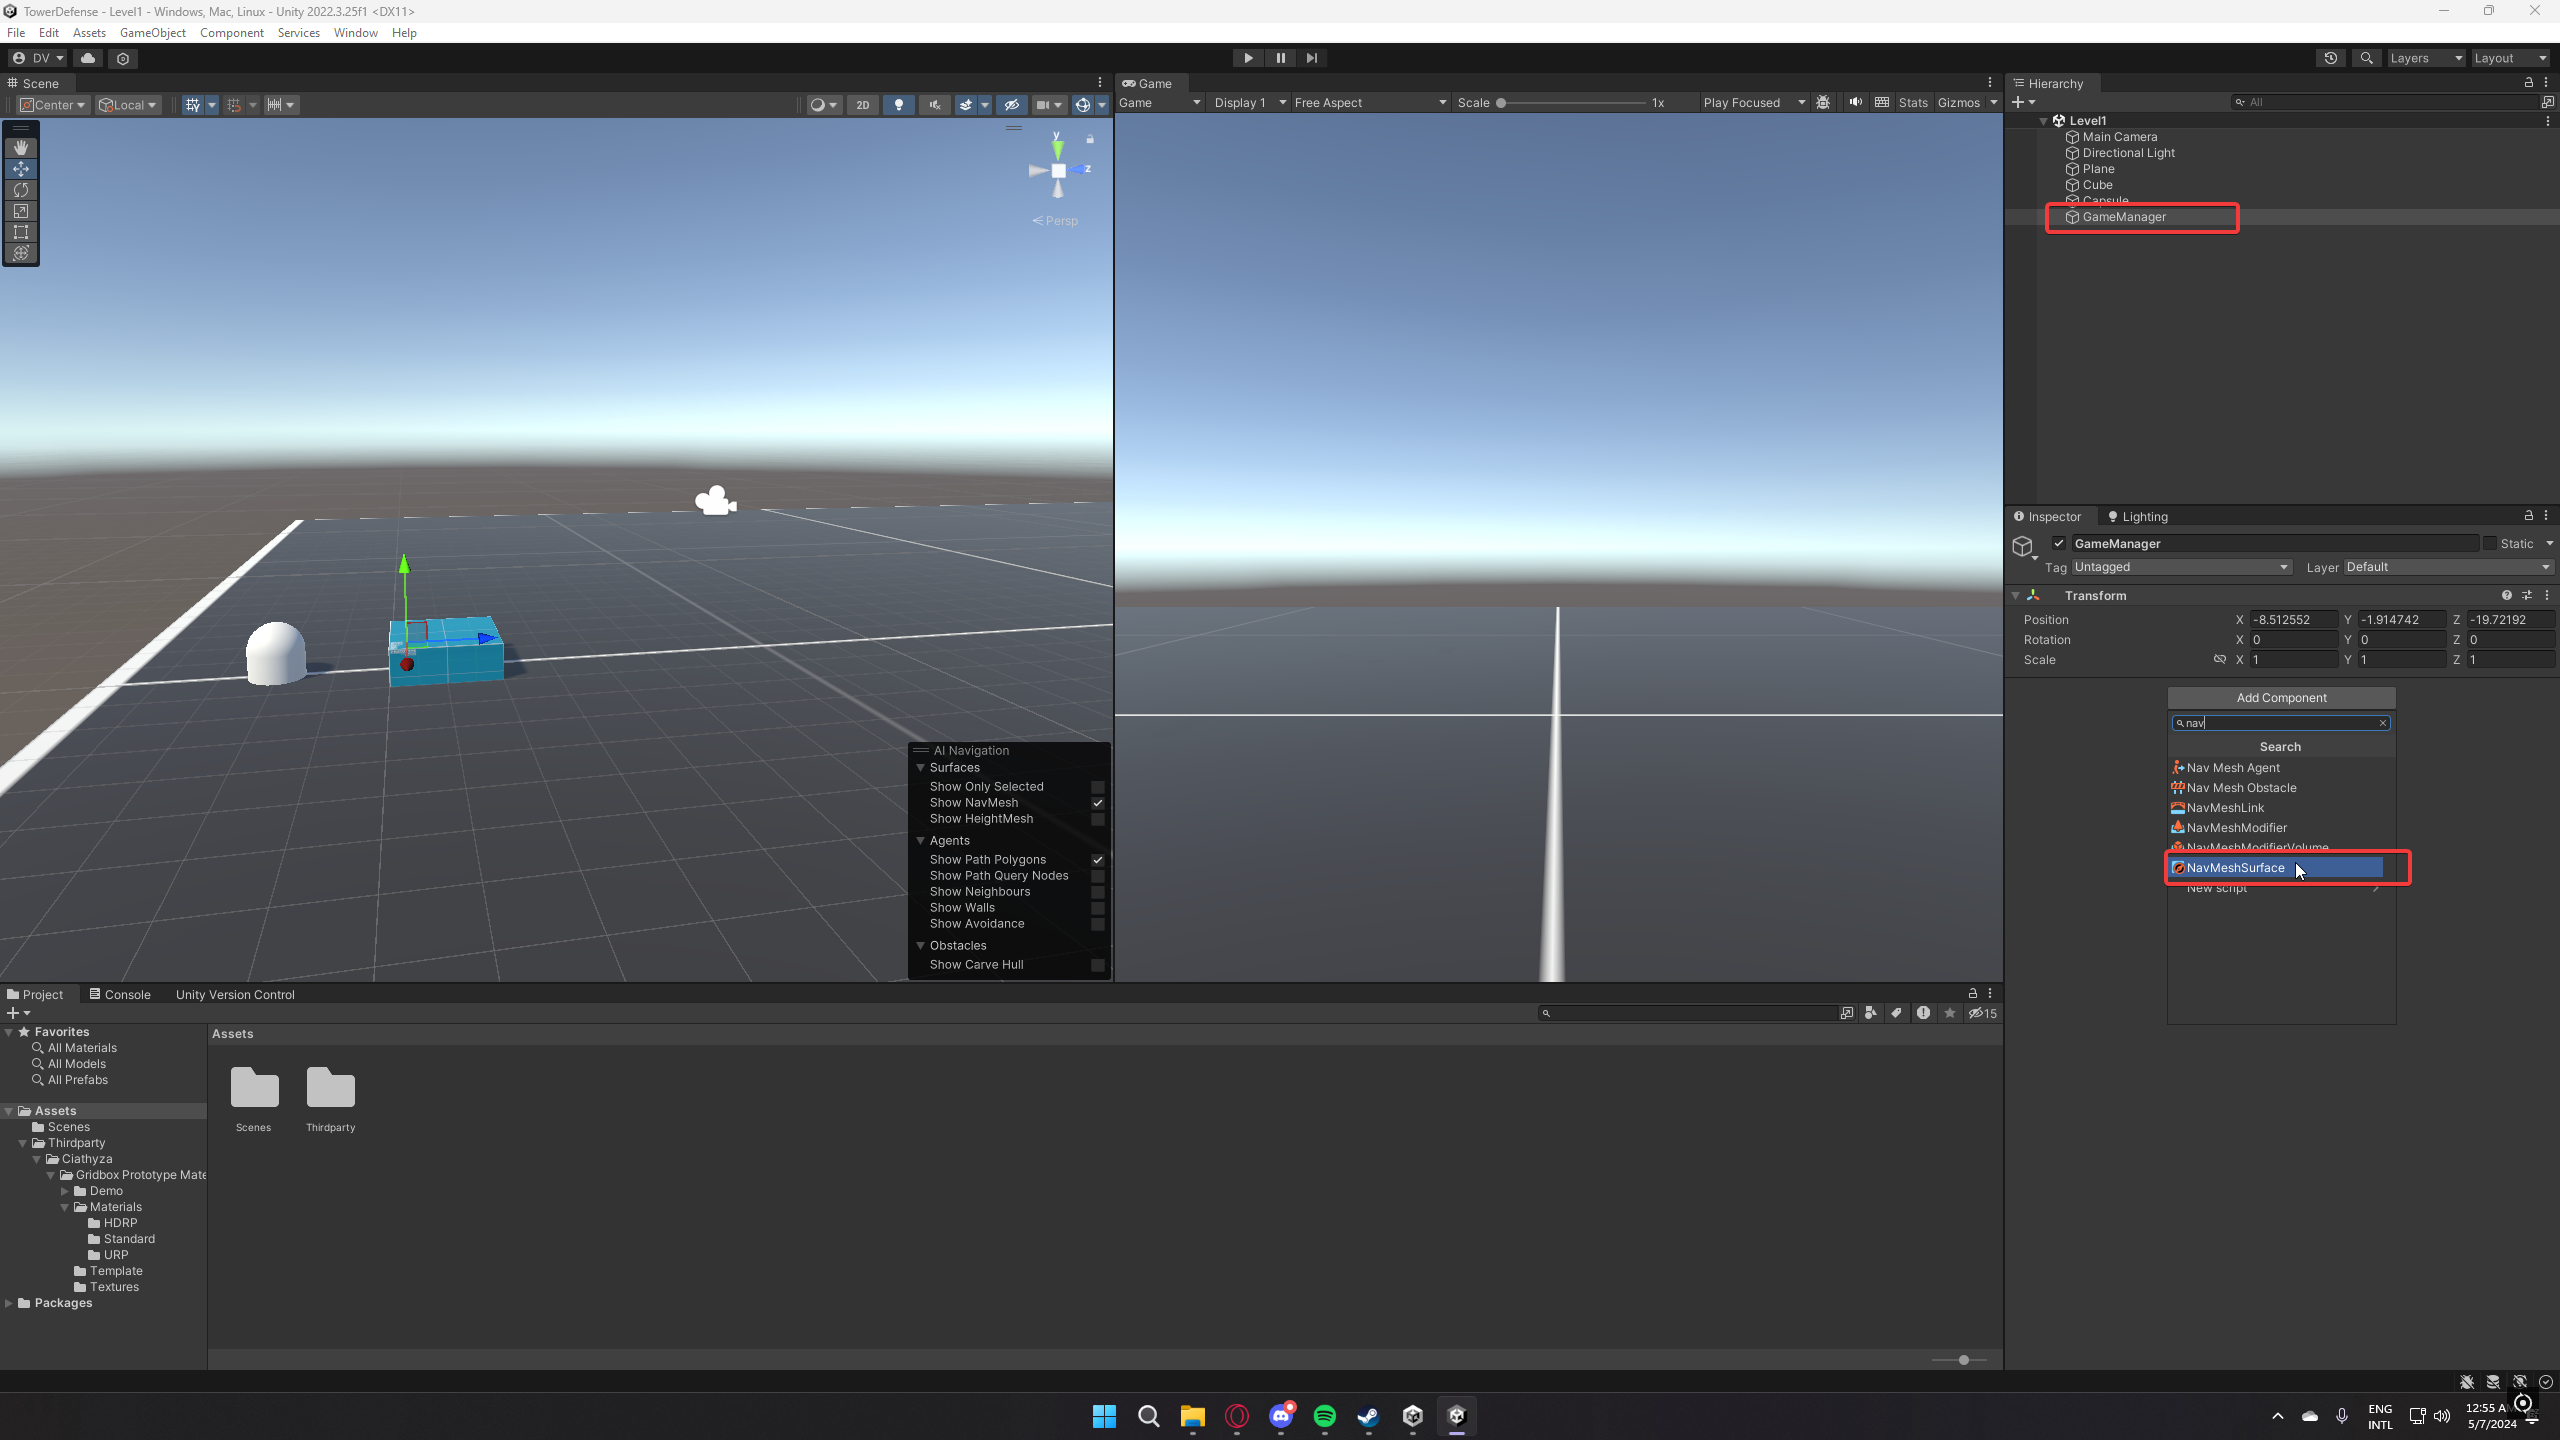 TowerDefense - Level1 - Windows, Mac, Linux - Unity 2022.3.25f1 <DX11>
File Edit Assets GameObject Component Services Window Help
DV
Layers
Layout
Scene
Center
Local
2D
y
z
Persp
AI Navigation
Surfaces
Show Only Selected
Show NavMesh
Show HeightMesh
Agents
Show Path Polygons
Show Path Query Nodes
Show Neighbours
Show Walls
Show Avoidance
Obstacles
Show Carve Hull
Game
Game Display 1 Free Aspect Scale 1x Play Focused Stats Gizmos
Hierarchy
All
Level1
Main Camera
Directional Light
Plane
Cube
Capsule
GameManager
Inspector Lighting
GameManager Static
Tag Untagged Layer Default
Transform
Position X -8.512552 Y -1.914742 Z -19.72192
Rotation X 0 Y 0 Z 0
Scale X 1 Y 1 Z 1
Add Component
nav
Search
Nav Mesh Agent
Nav Mesh Obstacle
NavMeshLink
NavMeshModifier
NavMeshModifierVolume
NavMeshSurface
New script
Project Console Unity Version Control
15
Favorites
All Materials
All Models
All Prefabs
Assets
Scenes
Thirdparty
Ciathyza
Gridbox Prototype Mate
Demo
Materials
HDRP
Standard
URP
Template
Textures
Packages
Assets
Scenes
Thirdparty
ENG
INTL
12:55 A
5/7/2024